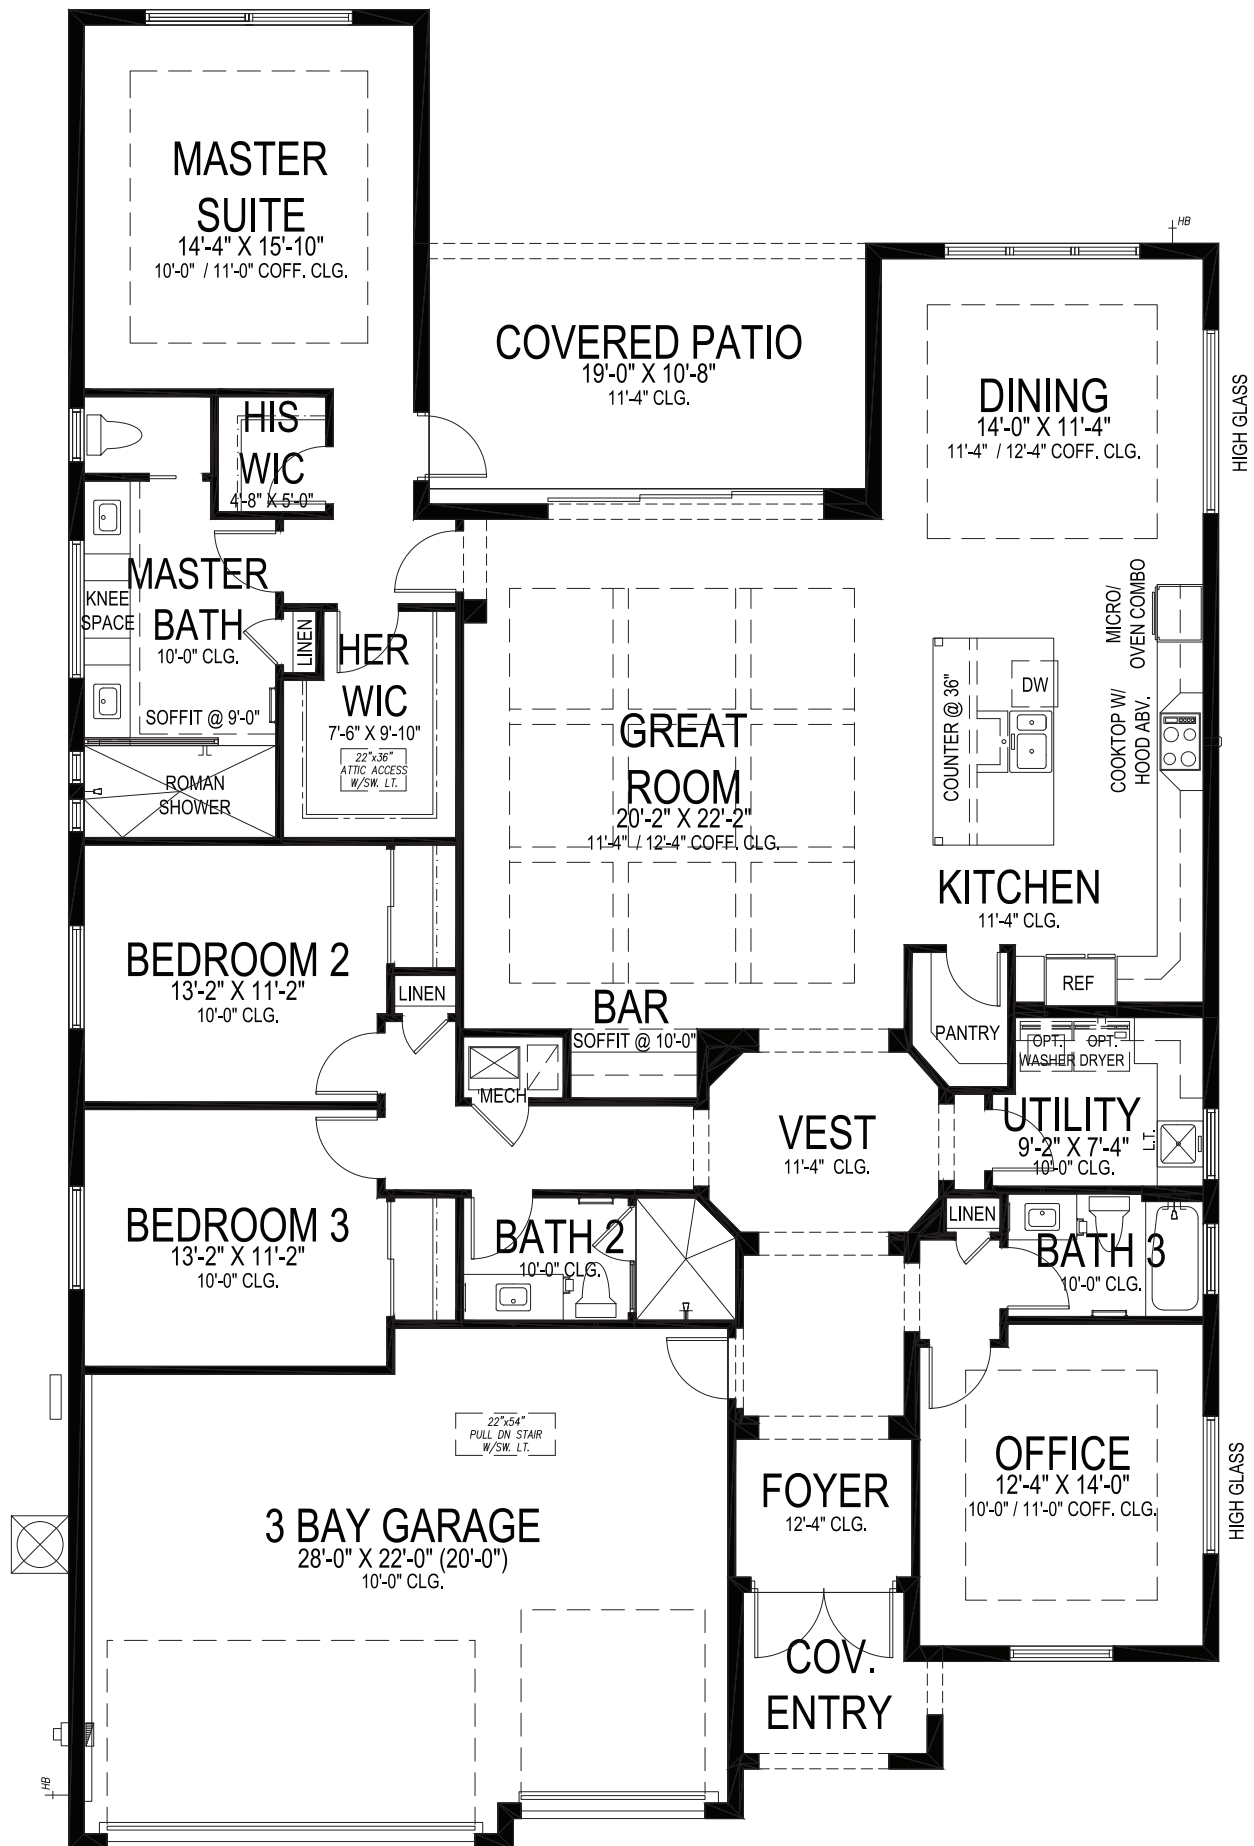 MASTER
SUITE
14'-4" X 15'-10"
10'-0" / 11'-0" COFF. CLG.
HB
COVERED PATIO
19'-0" X 10'-8"
11'-4" CLG.
DINING
14'-0" X 11'-4"
11'-4" / 12'-4" COFF. CLG.
HIGH GLASS
HIS
WIC
4'-8" X 5'-0"
MASTER
BATH
10'-0" CLG.
KNEE
SPACE
LINEN
SOFFIT @ 9'-0"
ROMAN
SHOWER
HER
WIC
7'-6" X 9'-10"
22"x36"
ATTIC ACCESS
W/SW. LT.
GREAT
ROOM
20'-2" X 22'-2"
11'-4" / 12'-4" COFF. CLG.
MICRO/
OVEN COMBO
DW
COUNTER @ 36"
COOKTOP W/
HOOD ABV.
KITCHEN
11'-4" CLG.
REF
PANTRY
BEDROOM 2
13'-2" X 11'-2"
10'-0" CLG.
LINEN
BAR
SOFFIT @ 10'-0"
MECH
OPT.
WASHER
OPT.
DRYER
VEST
11'-4" CLG.
UTILITY
9'-2" X 7'-4"
10'-0" CLG.
L.T.
BEDROOM 3
13'-2" X 11'-2"
10'-0" CLG.
BATH 2
10'-0" CLG.
LINEN
BATH 3
10'-0" CLG.
22"x54"
PULL DN STAIR
W/SW. LT.
3 BAY GARAGE
28'-0" X 22'-0" (20'-0")
10'-0" CLG.
FOYER
12'-4" CLG.
OFFICE
12'-4" X 14'-0"
10'-0" / 11'-0" COFF. CLG.
HIGH GLASS
COV.
ENTRY
HB